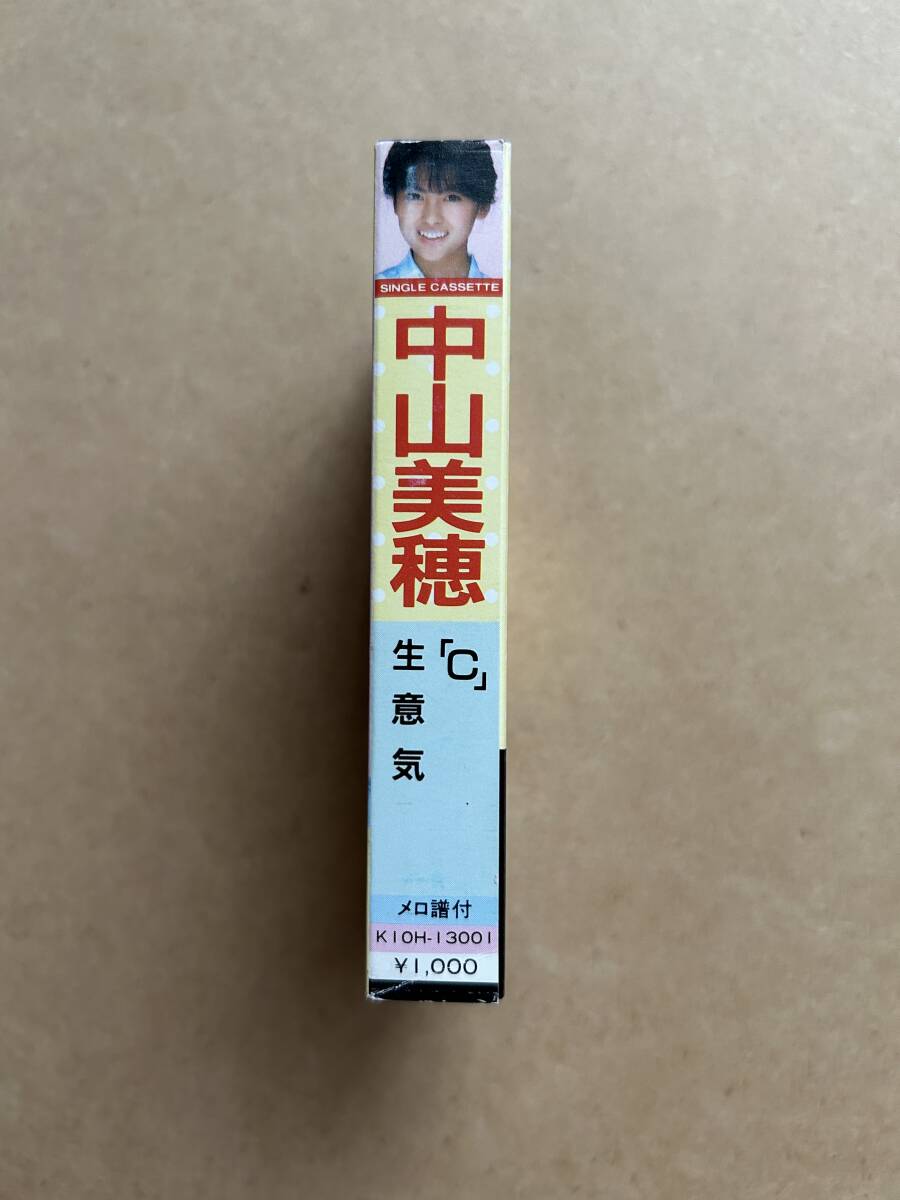 SINGLE CASSETTE
中山美穂
「C」
生意気
メロ譜付
K10H-13001
¥1,000